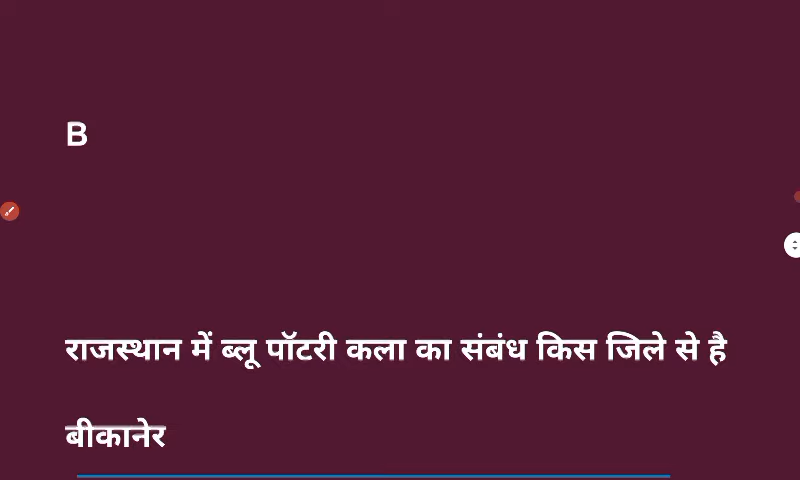 B
राजस्थान में ब्लू पॉटरी कला का संबंध किस जिले से है
बीकानेर